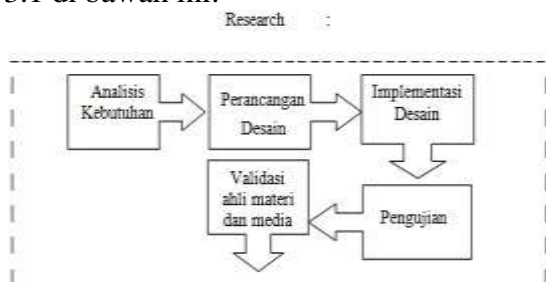 3.1 di bawah ini:
Research :
Analisis
Kebutuhan
Perancangan
Desain
Implementasi
Desain
Validasi
ahli materi
dan media
Pengujian